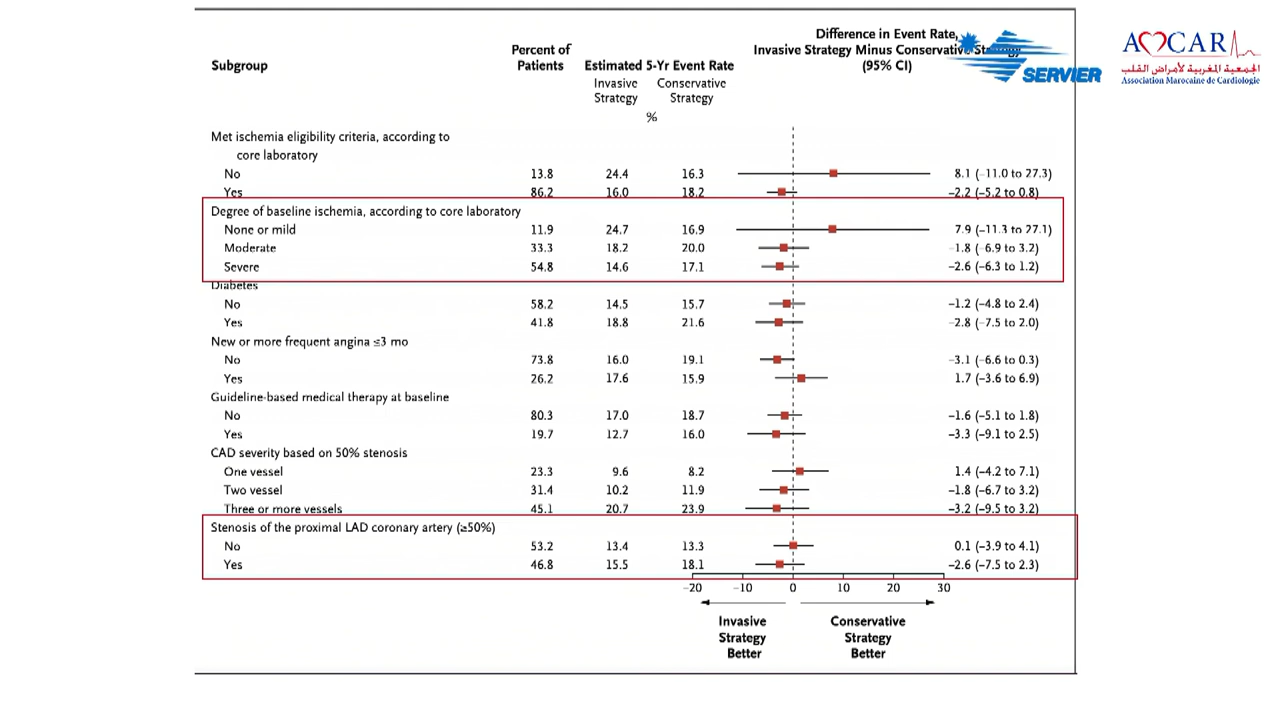 Difference in Event Rate,
Invasive Strategy Minus Conservative
(95% CI)
Percent of
Patients
Subgroup
Estimated 5-Yr Event Rate
Invasive
Strategy
Conservative
Strategy
%
SERVIER
AMCAR
الجمعية المغربية لأمراض القلب
Association Marocaine de Cardiologie
Met ischemia eligibility criteria, according to
core laboratory
No 13.8 24.4 16.3 8.1 (−11.0 to 27.3)
Yes 86.2 16.0 18.2 −2.2 (−5.2 to 0.8)
Degree of baseline ischemia, according to core laboratory
None or mild 11.9 24.7 16.9 7.9 (−11.3 to 27.1)
Moderate 33.3 18.2 20.0 −1.8 (−6.9 to 3.2)
Severe 54.8 14.6 17.1 −2.6 (−6.3 to 1.2)
Diabetes
No 58.2 14.5 15.7 −1.2 (−4.8 to 2.4)
Yes 41.8 18.8 21.6 −2.8 (−7.5 to 2.0)
New or more frequent angina ≤3 mo
No 73.8 16.0 19.1 −3.1 (−6.6 to 0.3)
Yes 26.2 17.6 15.9 1.7 (−3.6 to 6.9)
Guideline-based medical therapy at baseline
No 80.3 17.0 18.7 −1.6 (−5.1 to 1.8)
Yes 19.7 12.7 16.0 −3.3 (−9.1 to 2.5)
CAD severity based on 50% stenosis
One vessel 23.3 9.6 8.2 1.4 (−4.2 to 7.1)
Two vessel 31.4 10.2 11.9 −1.8 (−6.7 to 3.2)
Three or more vessels 45.1 20.7 23.9 −3.2 (−9.5 to 3.2)
Stenosis of the proximal LAD coronary artery (≥50%)
No 53.2 13.4 13.3 0.1 (−3.9 to 4.1)
Yes 46.8 15.5 18.1 −2.6 (−7.5 to 2.3)
−20 −10 0 10 20 30
Invasive
Strategy
Better
Conservative
Strategy
Better